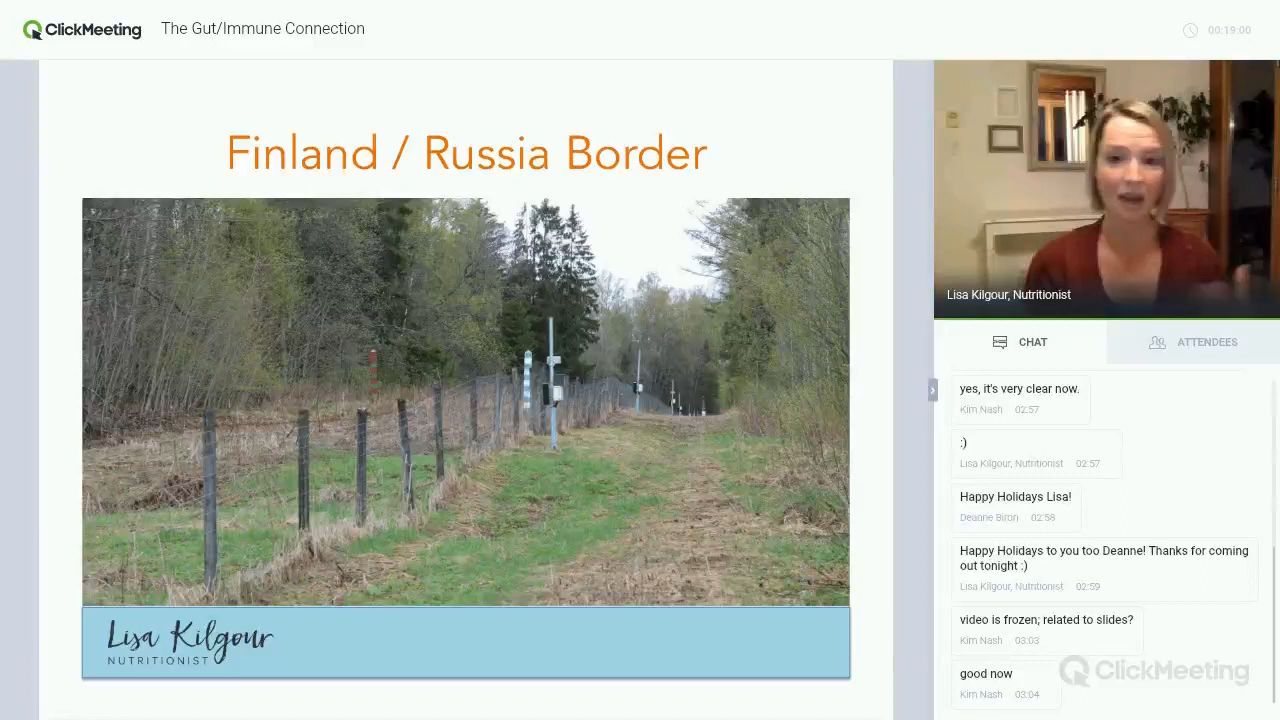 ClickMeeting
The Gut/Immune Connection
00:19:00
Finland / Russia Border
Lisa Kilgour
NUTRITIONIST
Lisa Kilgour, Nutritionist
CHAT
ATTENDEES
yes, it's very clear now.
Kim Nash 02:57
:)
Lisa Kilgour, Nutritionist 02:57
Happy Holidays Lisa!
Deanne Biron 02:58
Happy Holidays to you too Deanne! Thanks for coming
out tonight :)
Lisa Kilgour, Nutritionist 02:59
video is frozen; related to slides?
Kim Nash 03:03
good now
Kim Nash 03:04
ClickMeeting